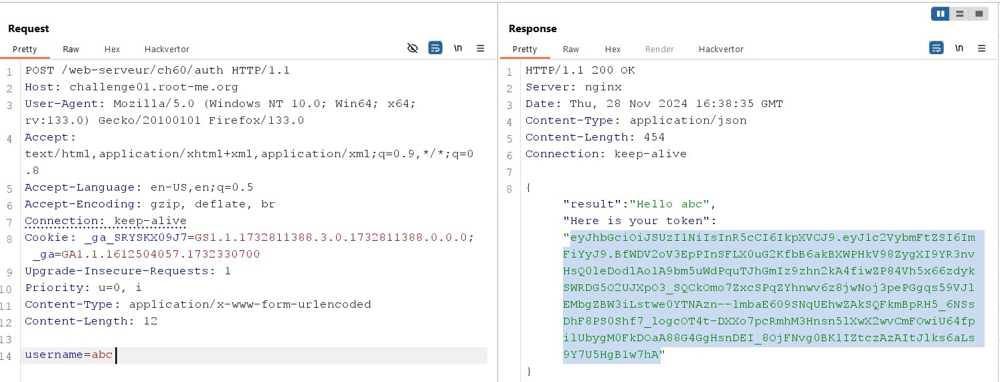 Request
Pretty Raw Hex Hackvertor \n
1 POST /web-serveur/ch60/auth HTTP/1.1
2 Host: challenge01.root-me.org
3 User-Agent: Mozilla/5.0 (Windows NT 10.0; Win64; x64;
rv:133.0) Gecko/20100101 Firefox/133.0
4 Accept:
text/html,application/xhtml+xml,application/xml;q=0.9,*/*;q=0
.8
5 Accept-Language: en-US,en;q=0.5
6 Accept-Encoding: gzip, deflate, br
7 Connection: keep-alive
8 Cookie: _ga_SRYSKX09J7=GS1.1.1732811388.3.0.1732811388.0.0.0;
_ga=GA1.1.1612504057.1732330700
9 Upgrade-Insecure-Requests: 1
10 Priority: u=0, i
11 Content-Type: application/x-www-form-urlencoded
12 Content-Length: 12
13
14 username=abc
Response
Pretty Raw Hex Render Hackvertor \n
1 HTTP/1.1 200 OK
2 Server: nginx
3 Date: Thu, 28 Nov 2024 16:38:35 GMT
4 Content-Type: application/json
5 Content-Length: 454
6 Connection: keep-alive
7
8 {
"result":"Hello abc",
"Here is your token":
"eyJhbGciOiJSUzI1NiIsInR5cCI6IkpXVCJ9.eyJ1c2VybmFtZSI6Im
FiYyJ9.BfWDV2oV3EpPInSFLX0uG2KfbB6akBXWPHkV98ZygXI9YR3nv
HsQ0leDodlAo1A9bm5uWdPquTJhGmIz9zhn2kA4fiwZP84Vh5x66zdyk
SWRDG5O2UJXpO3_SQCkOmo7ZxcSPqZYhnwv6z8jwNoj3pePGgqs59VJl
EMbgZBW3iLstwe0YTNAzn--lmbaE609SNqUEhwZAkSQFkmBpRH5_6NSs
DhF8PS0Shf7_logcOT4t-DXXo7pcRmhM3Hnsn5lXwX2wvCmFOwiU64fp
ilUbygM0FkDOaA88G4GgHsnDEI_8OjFNvg0BK1IZtczAzAItJlks6aLs
9Y7U5HgB1w7hA"
}